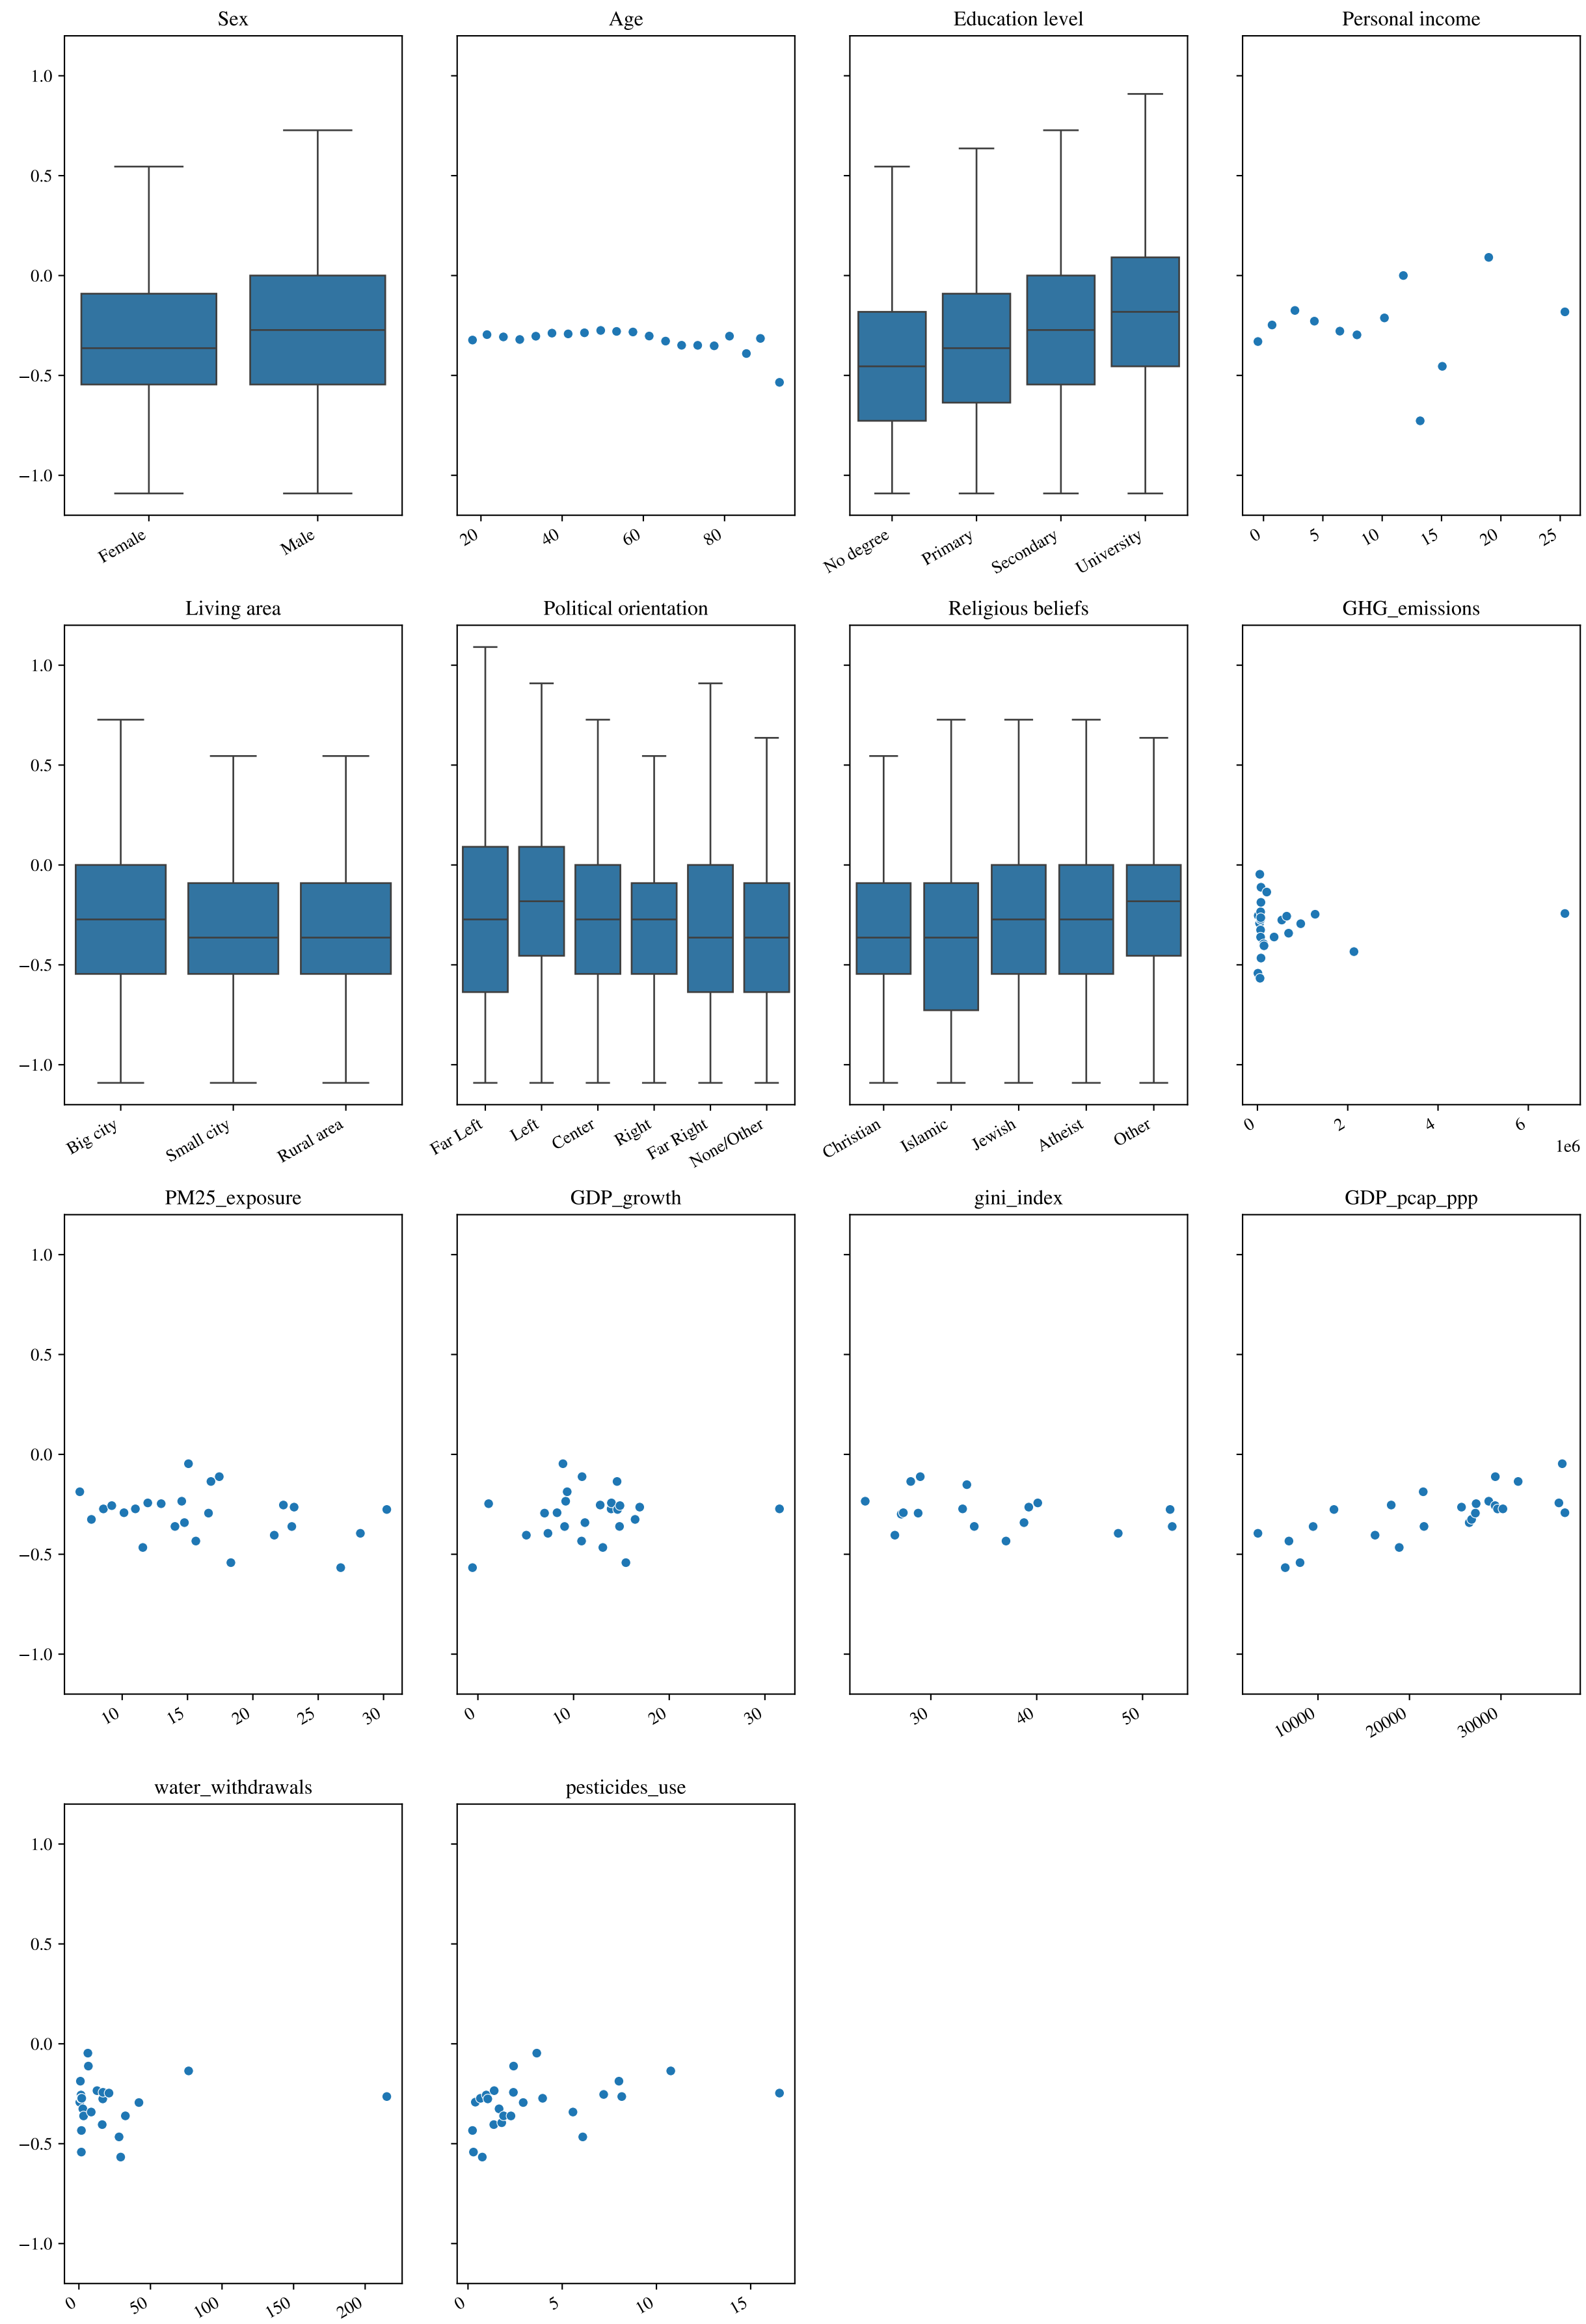 Sex
Age
Education level
Personal income
1.0
0.5
0.0
−0.5
−1.0
Female
Male
20
40
60
80
No degree
Primary
Secondary
University
0
5
10
15
20
25
Living area
Political orientation
Religious beliefs
GHG_emissions
1.0
0.5
0.0
−0.5
−1.0
Big city
Small city
Rural area
Far Left
Left
Center
Right
Far Right
None/Other
Christian
Islamic
Jewish
Atheist
Other
0
2
4
6
1e6
PM25_exposure
GDP_growth
gini_index
GDP_pcap_ppp
1.0
0.5
0.0
−0.5
−1.0
10
15
20
25
30
0
10
20
30
30
40
50
10000
20000
30000
water_withdrawals
pesticides_use
1.0
0.5
0.0
−0.5
−1.0
0
50
100
150
200
0
5
10
15